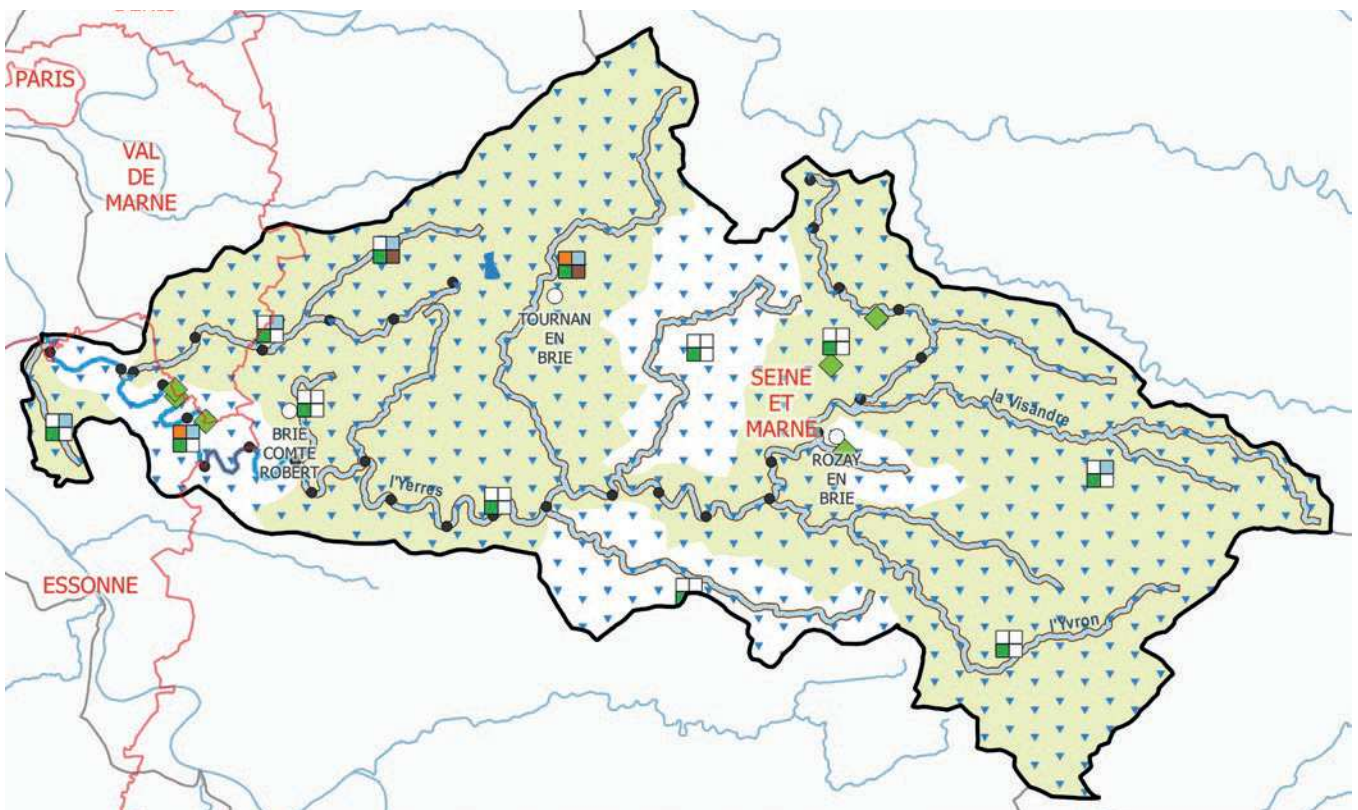 PARIS
VAL
DE
MARNE
TOURNAN
EN
BRIE
SEINE
ET
MARNE
la Visandre
BRIE
COMTE
ROBERT
l'Yerres
ROZAY
EN
BRIE
ESSONNE
l'Yvron